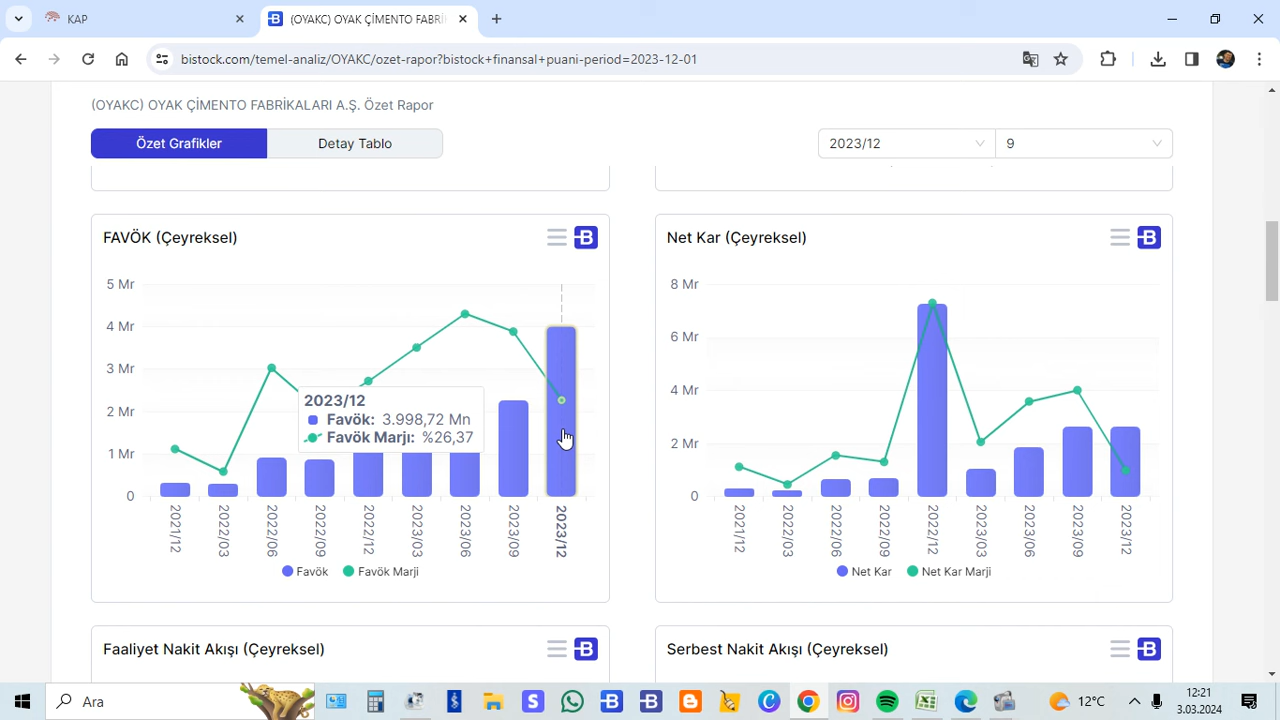 KAP
(OYAKC) OYAK ÇİMENTO FABRİ
bistock.com/temel-analiz/OYAKC/ozet-rapor?bistock+finansal+puani-period=2023-12-01
(OYAKC) OYAK ÇİMENTO FABRİKALARI A.Ş. Özet Rapor
Özet Grafikler
Detay Tablo
2023/12
9
FAVÖK (Çeyreksel)
5 Mr
4 Mr
3 Mr
2 Mr
1 Mr
0
2023/12
Favök: 3.998,72 Mn
Favök Marjı: %26,37
2021/12
2022/03
2022/06
2022/09
2022/12
2023/03
2023/06
2023/09
2023/12
Favök
Favök Marji
Net Kar (Çeyreksel)
8 Mr
6 Mr
4 Mr
2 Mr
0
2021/12
2022/03
2022/06
2022/09
2022/12
2023/03
2023/06
2023/09
2023/12
Net Kar
Net Kar Marji
Faaliyet Nakit Akışı (Çeyreksel)
Serbest Nakit Akışı (Çeyreksel)
Ara
12°C
12:21
3.03.2024